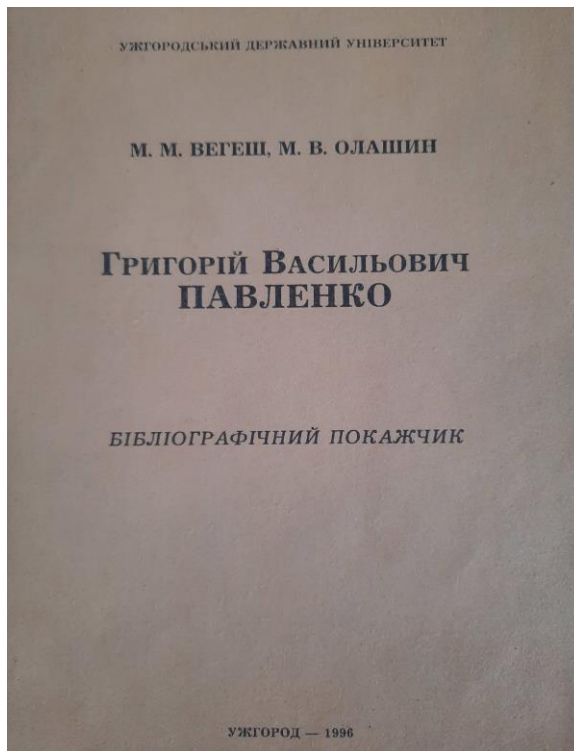 УЖГОРОДСЬКИЙ ДЕРЖАВНИЙ УНІВЕРСИТЕТ
М. М. ВЕГЕШ, М. В. ОЛАШИН
ГРИГОРІЙ ВАСИЛЬОВИЧ
ПАВЛЕНКО
БІБЛІОГРАФІЧНИЙ ПОКАЖЧИК
УЖГОРОД — 1996